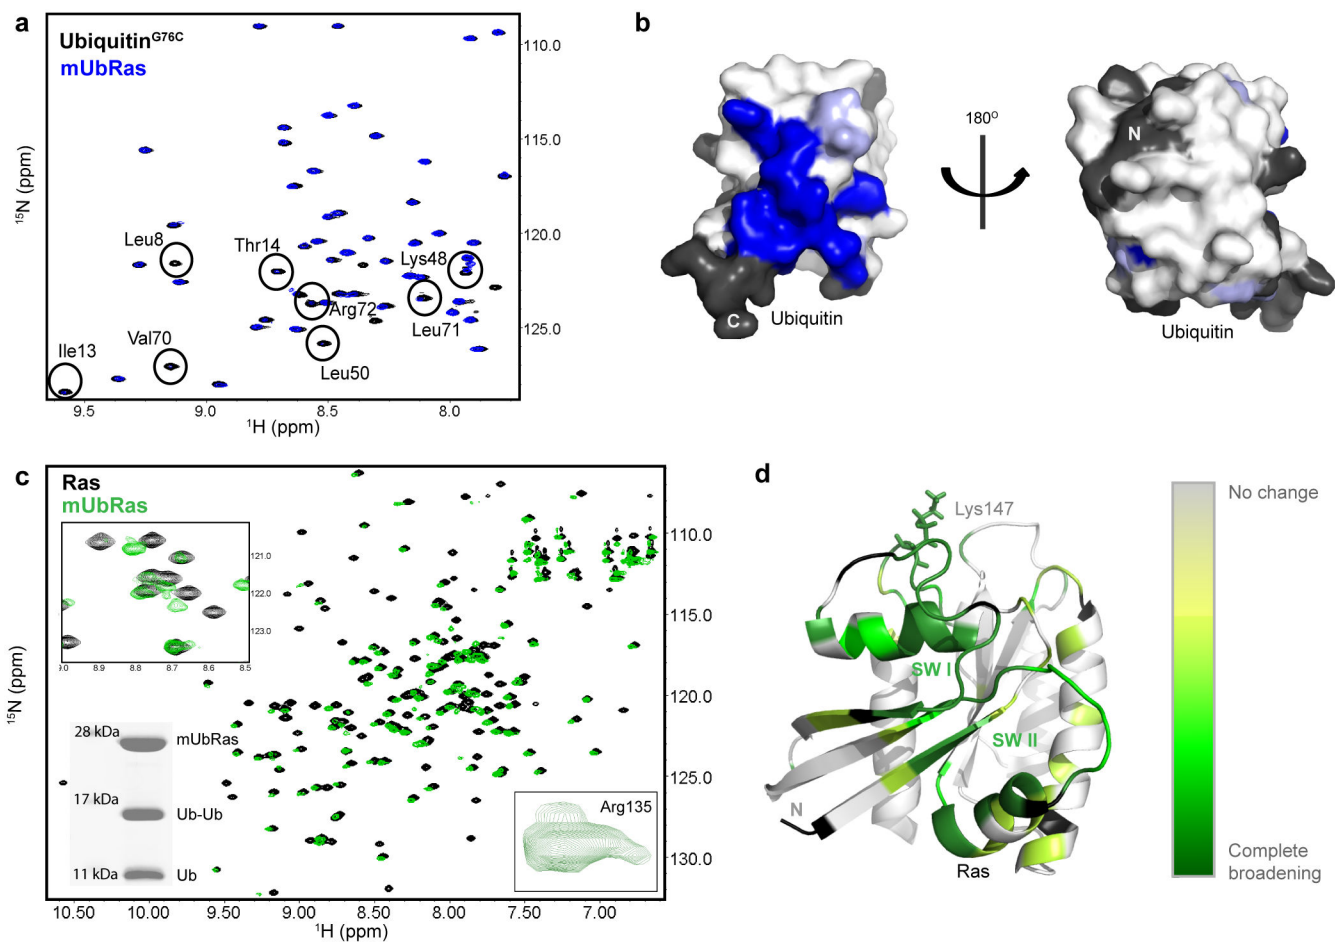 a
Ubiquitin^G76C
mUbRas
Leu8
Thr14
Lys48
Arg72
Leu71
Ile13
Val70
Leu50
110.0
115.0
120.0
125.0
15N (ppm)
9.5
9.0
8.5
8.0
1H (ppm)
b
180o
N
C
Ubiquitin
Ubiquitin
c
Ras
mUbRas
121.0
122.0
123.0
9.0
8.9
8.8
8.7
8.6
8.5
28 kDa
mUbRas
17 kDa
Ub-Ub
11 kDa
Ub
Arg135
110.0
115.0
120.0
125.0
130.0
15N (ppm)
10.50
10.00
9.50
9.00
8.50
8.00
7.50
7.00
1H (ppm)
d
Lys147
SW I
SW II
N
Ras
No change
Complete
broadening